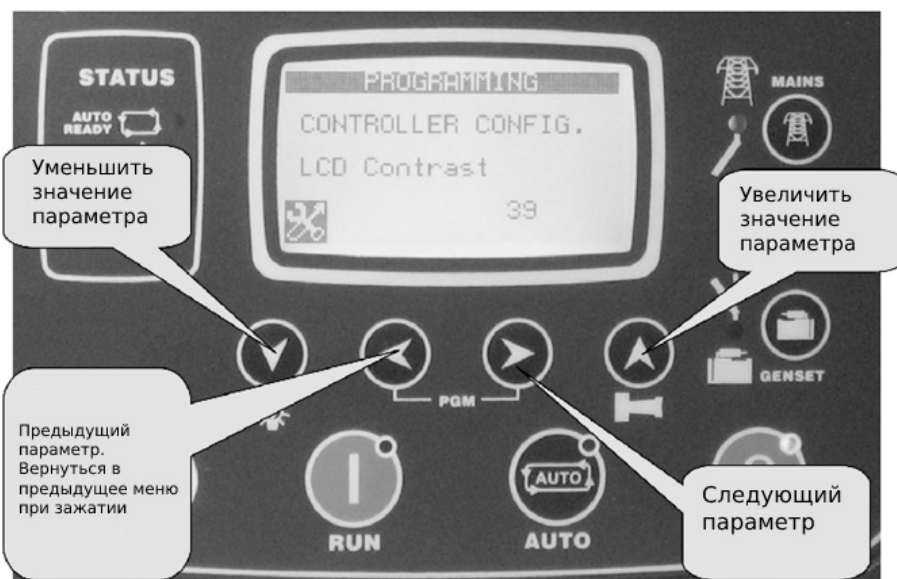 STATUS
AUTO
READY
PROGRAMMING
CONTROLLER CONFIG.
LCD Contrast
39
MAINS
Уменьшить
значение
параметра
Увеличить
значение
параметра
GENSET
PGM
Предыдущий
параметр.
Вернуться в
предыдущее меню
при зажатии
Следующий
параметр
AUTO
RUN
AUTO